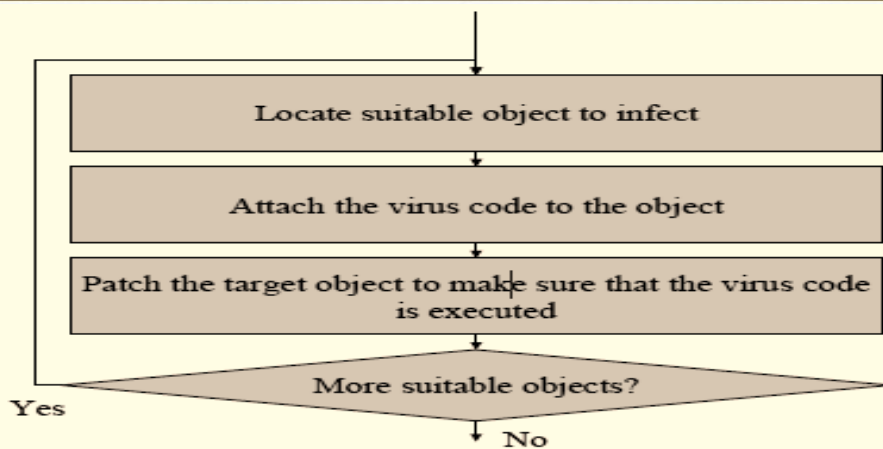 Locate suitable object to infect
Attach the virus code to the object
Patch the target object to make sure that the virus code
is executed
More suitable objects?
Yes
No